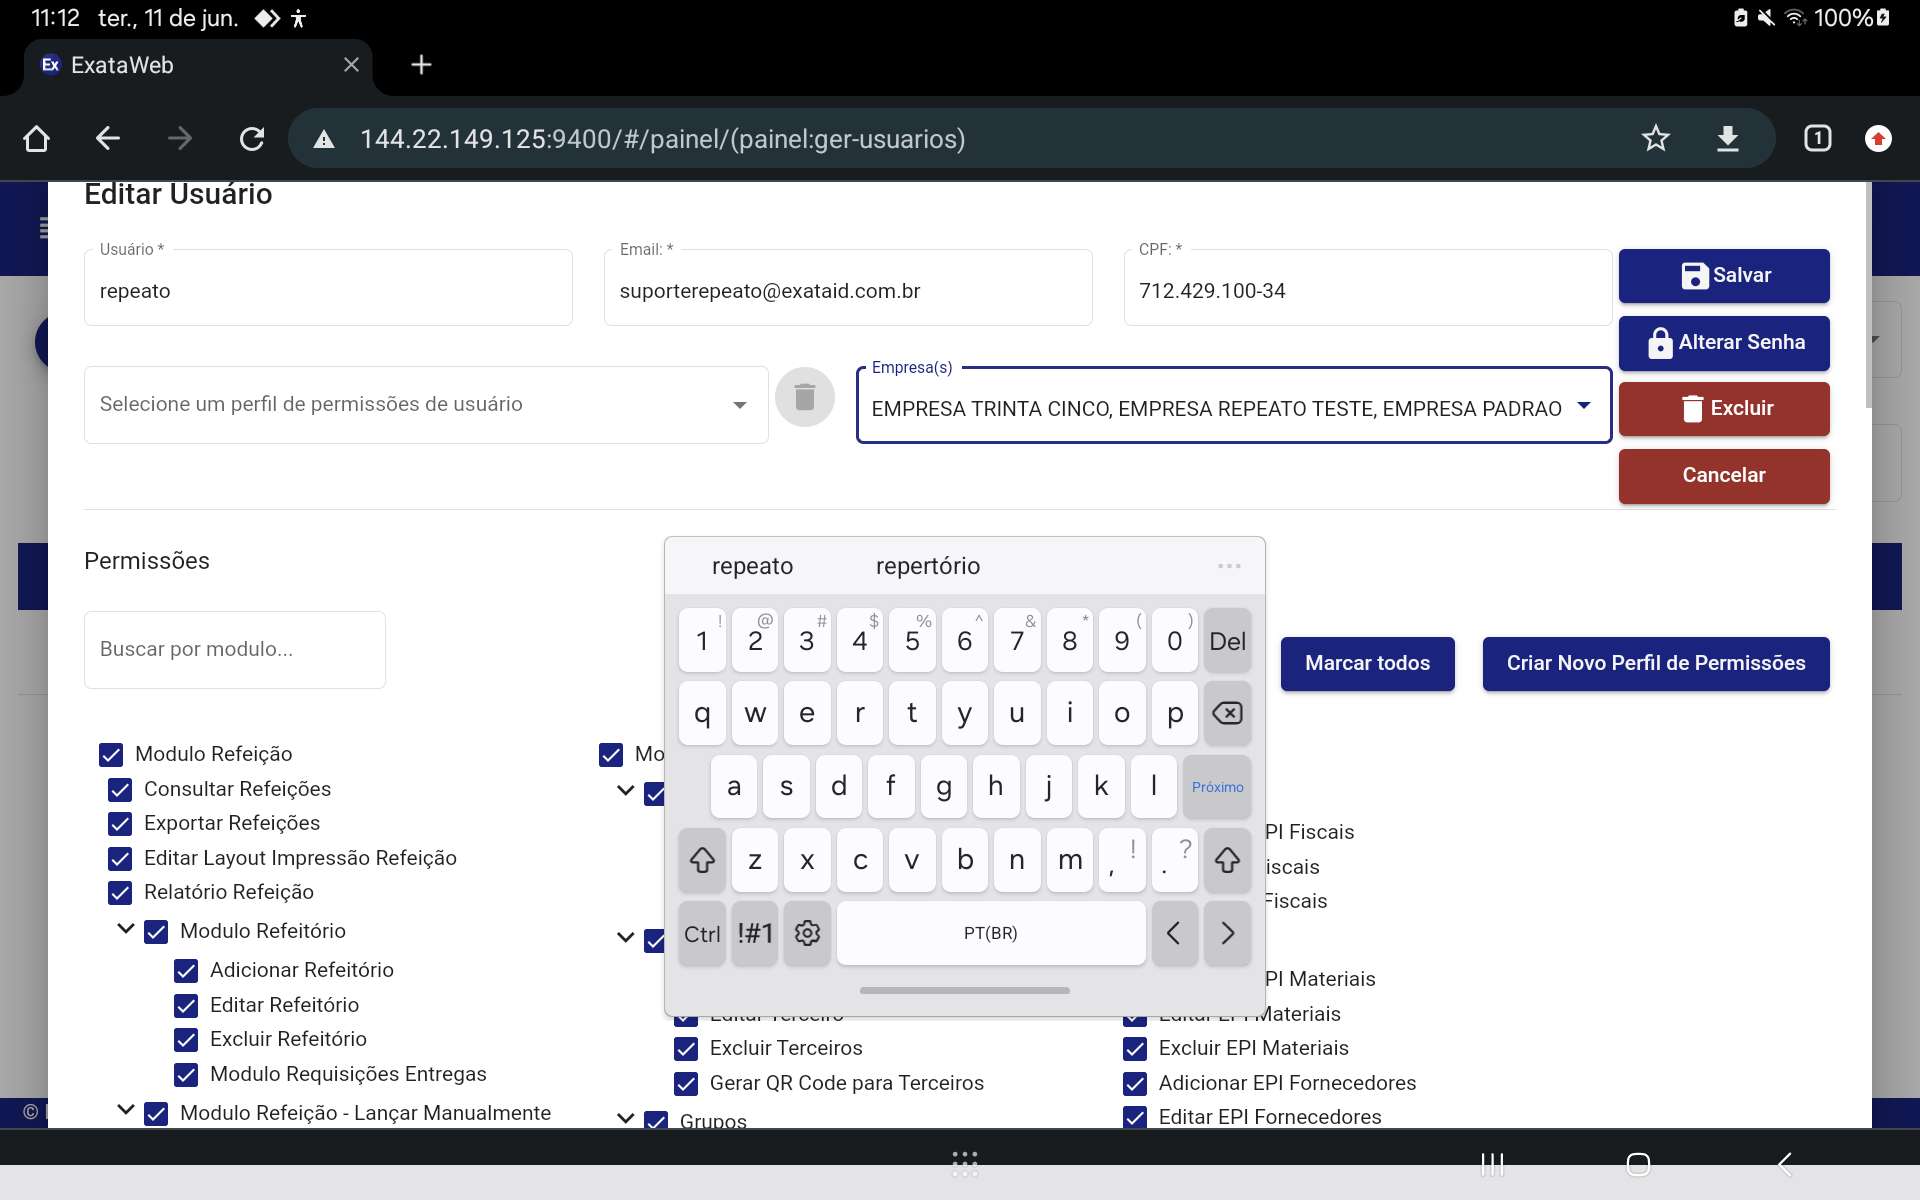 11:12 ter., 11 de jun.
100%
Ex ExataWeb
144.22.149.125:9400/#/painel/(painel:ger-usuarios)
1
Editar Usuário
Usuário *
repeato
Email: *
suporterepeato@exataid.com.br
CPF: *
712.429.100-34
Salvar
Alterar Senha
Selecione um perfil de permissões de usuário
Empresa(s)
EMPRESA TRINTA CINCO, EMPRESA REPEATO TESTE, EMPRESA PADRAO
Excluir
Cancelar
Permissões
Buscar por modulo...
Marcar todos
Criar Novo Perfil de Permissões
repeato repertório ...
! @ # $ % ^ & * ( )
1 2 3 4 5 6 7 8 9 0 Del
q w e r t y u i o p
a s d f g h j k l Próximo
z x c v b n m , ! . ?
Ctrl !#1 PT(BR) < >
Modulo Refeição
Consultar Refeições
Exportar Refeições
Editar Layout Impressão Refeição
Relatório Refeição
Modulo Refeitório
Adicionar Refeitório
Editar Refeitório
Excluir Refeitório
Modulo Requisições Entregas
Modulo Refeição - Lançar Manualmente
Mo
Editar Terceiro
Excluir Terceiros
Gerar QR Code para Terceiros
Grupos
PI Fiscais
iscais
Fiscais
PI Materiais
Editar EPI Materiais
Excluir EPI Materiais
Adicionar EPI Fornecedores
Editar EPI Fornecedores
©